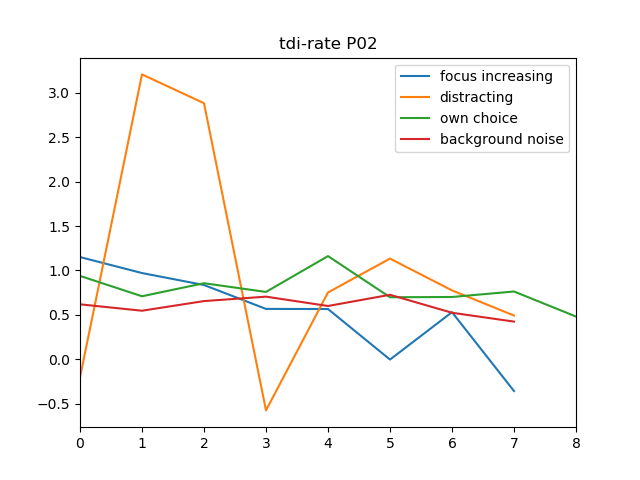 tdi-rate P02
focus increasing
distracting
own choice
background noise
3.0
2.5
2.0
1.5
1.0
0.5
0.0
−0.5
0 1 2 3 4 5 6 7 8